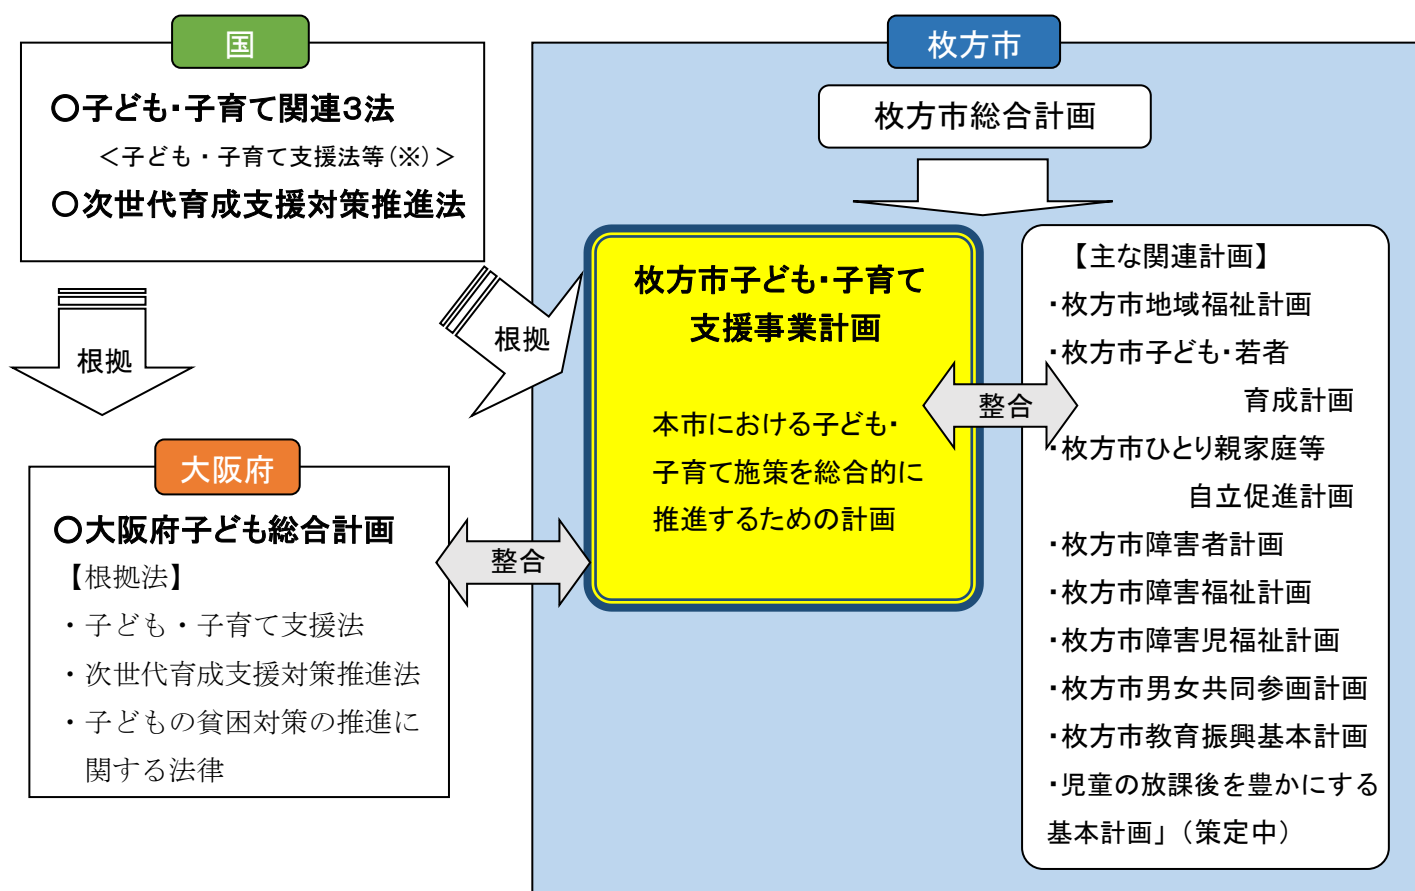 国
〇子ども・子育て関連3法
＜子ども・子育て支援法等(※)＞
〇次世代育成支援対策推進法
根拠
根拠
大阪府
〇大阪府子ども総合計画
【根拠法】
・子ども・子育て支援法
・次世代育成支援対策推進法
・子どもの貧困対策の推進に
関する法律
整合
枚方市
枚方市総合計画
枚方市子ども・子育て
支援事業計画
本市における子ども・
子育て施策を総合的に
推進するための計画
整合
【主な関連計画】
・枚方市地域福祉計画
・枚方市子ども・若者
育成計画
・枚方市ひとり親家庭等
自立促進計画
・枚方市障害者計画
・枚方市障害福祉計画
・枚方市障害児福祉計画
・枚方市男女共同参画計画
・枚方市教育振興基本計画
・児童の放課後を豊かにする
基本計画」（策定中）